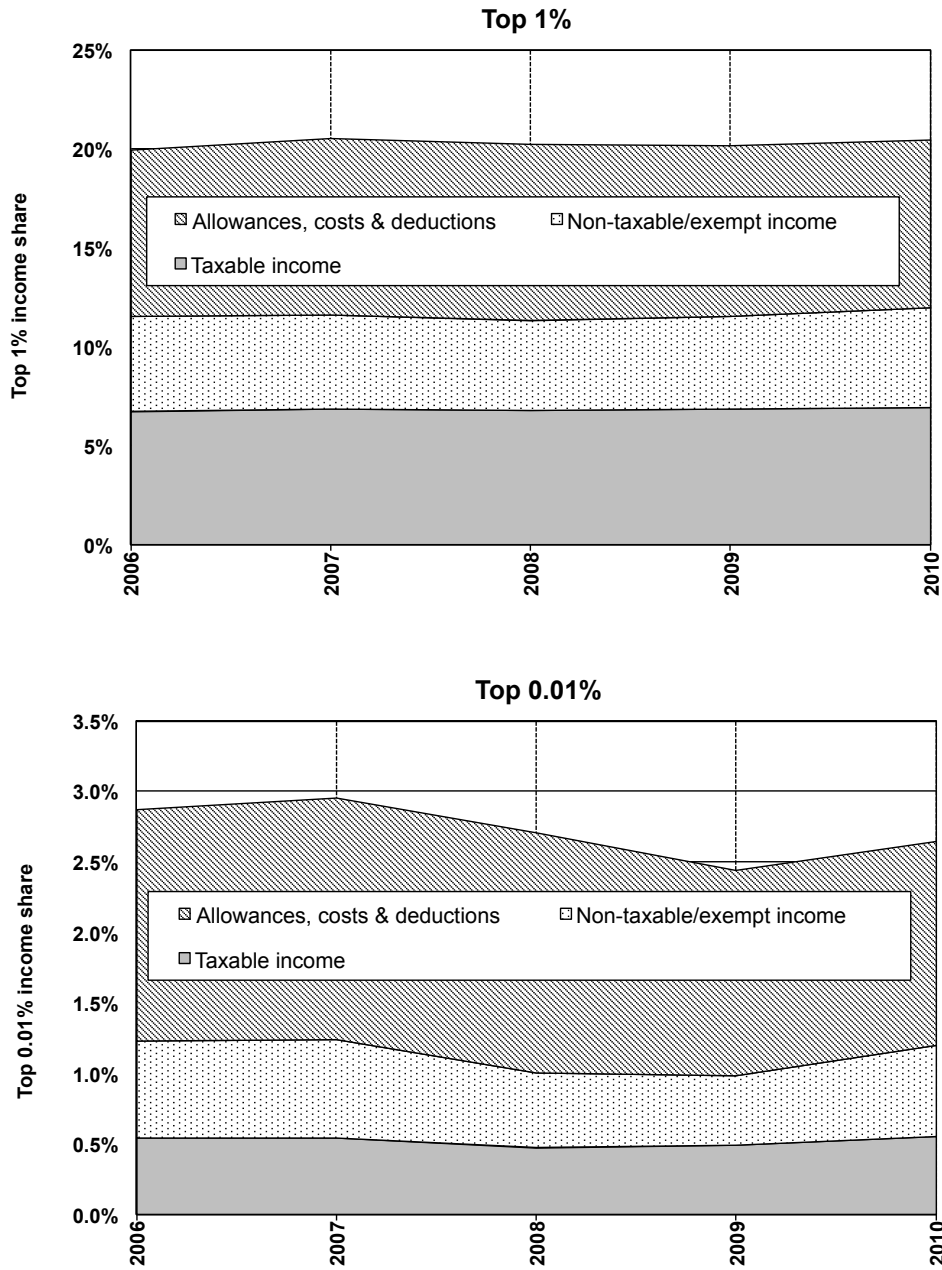 Top 1%
25%
20%
15%
10%
5%
0%
Top 1% income share
Allowances, costs & deductions
Non-taxable/exempt income
Taxable income
2006
2007
2008
2009
2010
Top 0.01%
3.5%
3.0%
2.5%
2.0%
1.5%
1.0%
0.5%
0.0%
Top 0.01% income share
Allowances, costs & deductions
Non-taxable/exempt income
Taxable income
2006
2007
2008
2009
2010